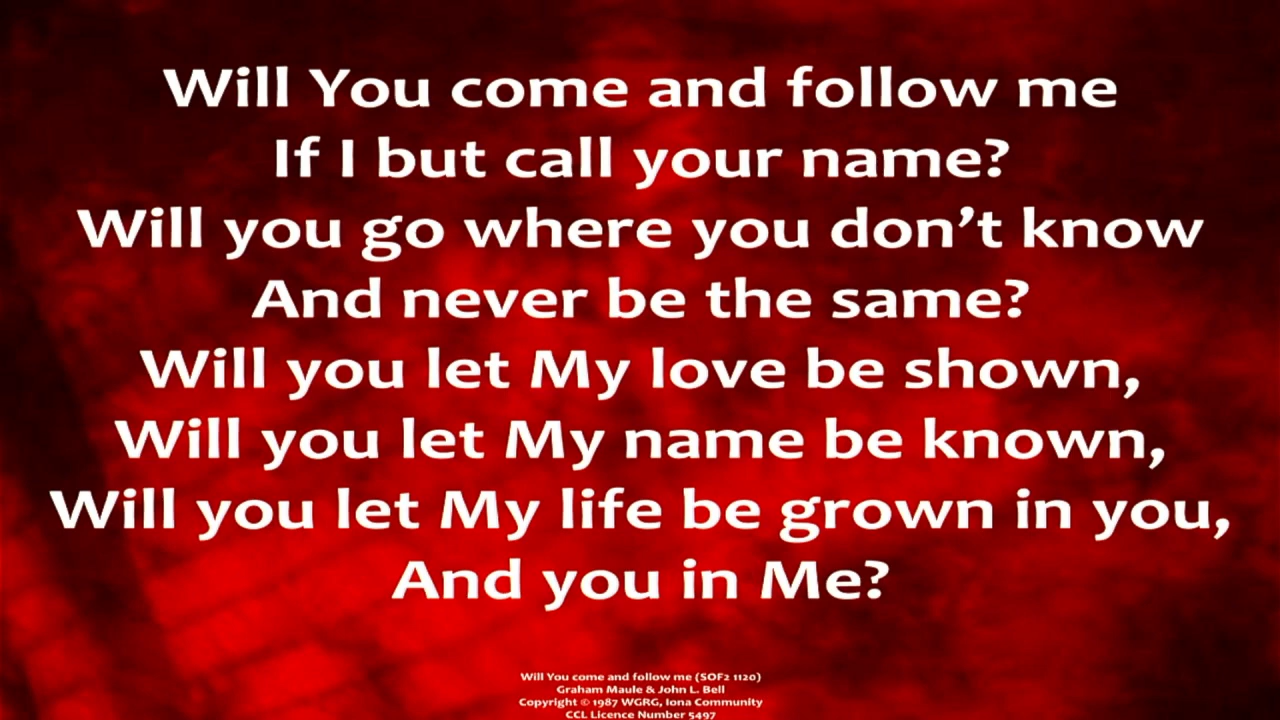 Will You come and follow me
If I but call your name?
Will you go where you don’t know
And never be the same?
Will you let My love be shown,
Will you let My name be known,
Will you let My life be grown in you,
And you in Me?
Will You come and follow me (SOF2 1120)
Graham Maule & John L. Bell
Copyright © 1987 WGRG, Iona Community
CCL Licence Number 5497